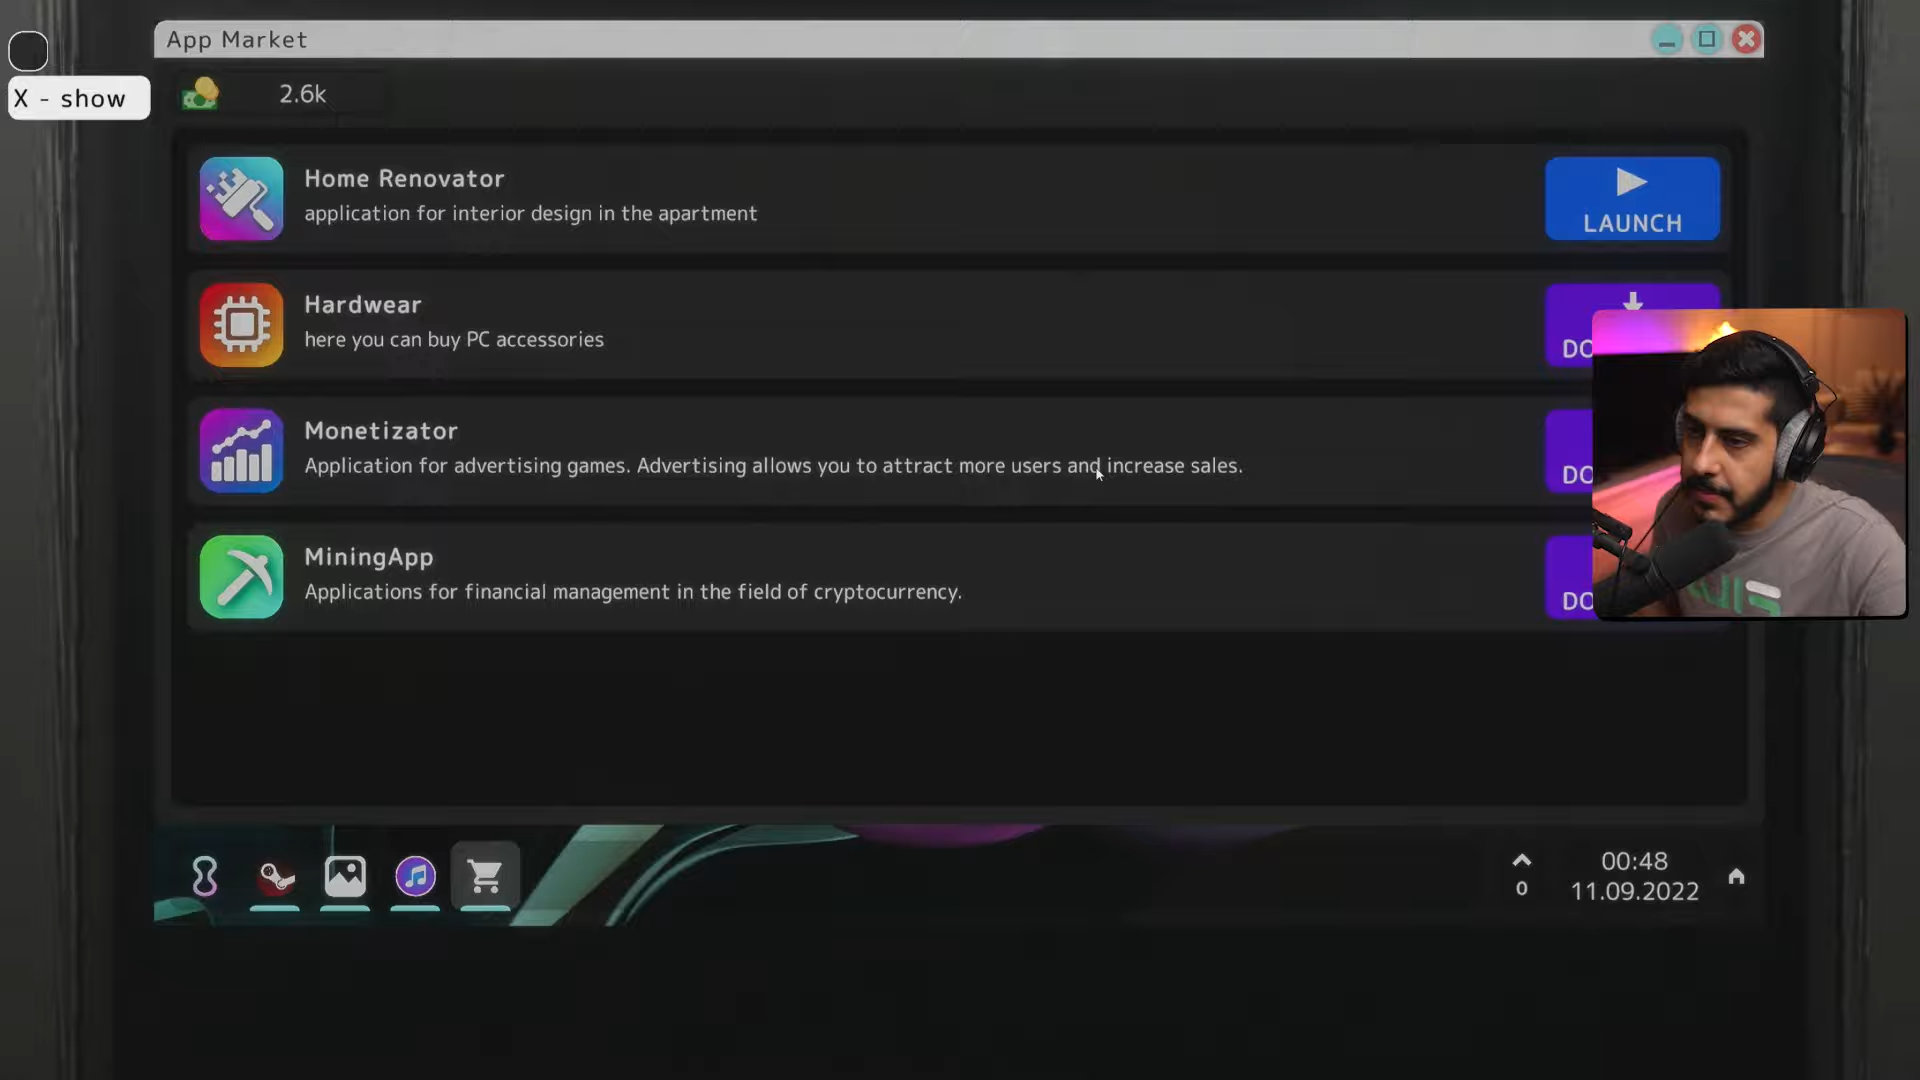 App Market
X - show
2.6k
Home Renovator
application for interior design in the apartment
LAUNCH
Hardwear
here you can buy PC accessories
DO
Monetizator
Application for advertising games. Advertising allows you to attract more users and increase sales.
DO
MiningApp
Applications for financial management in the field of cryptocurrency.
DO
00:48
0
11.09.2022